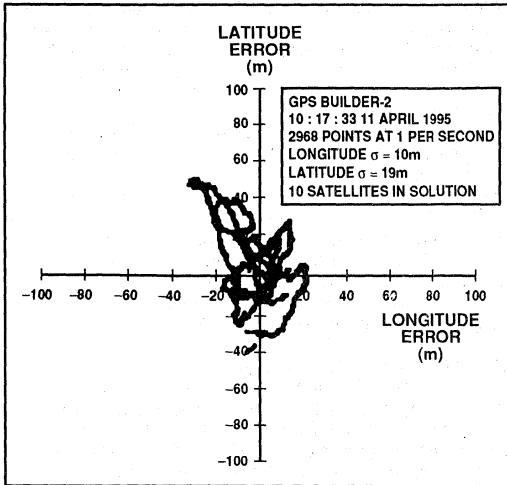 LATITUDE
ERROR
(m)
100
80
60
40
GPS BUILDER-2
10 : 17 : 33 11 APRIL 1995
2968 POINTS AT 1 PER SECOND
LONGITUDE σ = 10m
LATITUDE σ = 19m
10 SATELLITES IN SOLUTION
-100 -80 -60 -40 -20 20 40 60 80 100
LONGITUDE
ERROR
(m)
-20
-40
-60
-80
-100